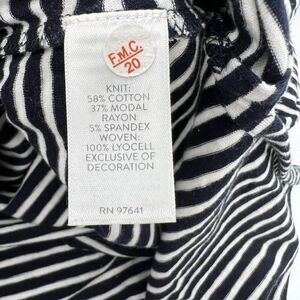 F.M.C.
20
KNIT:
58% COTTON
37% MODAL
RAYON
5% SPANDEX
WOVEN:
100% LYOCELL
EXCLUSIVE OF
DECORATION
RN 97641